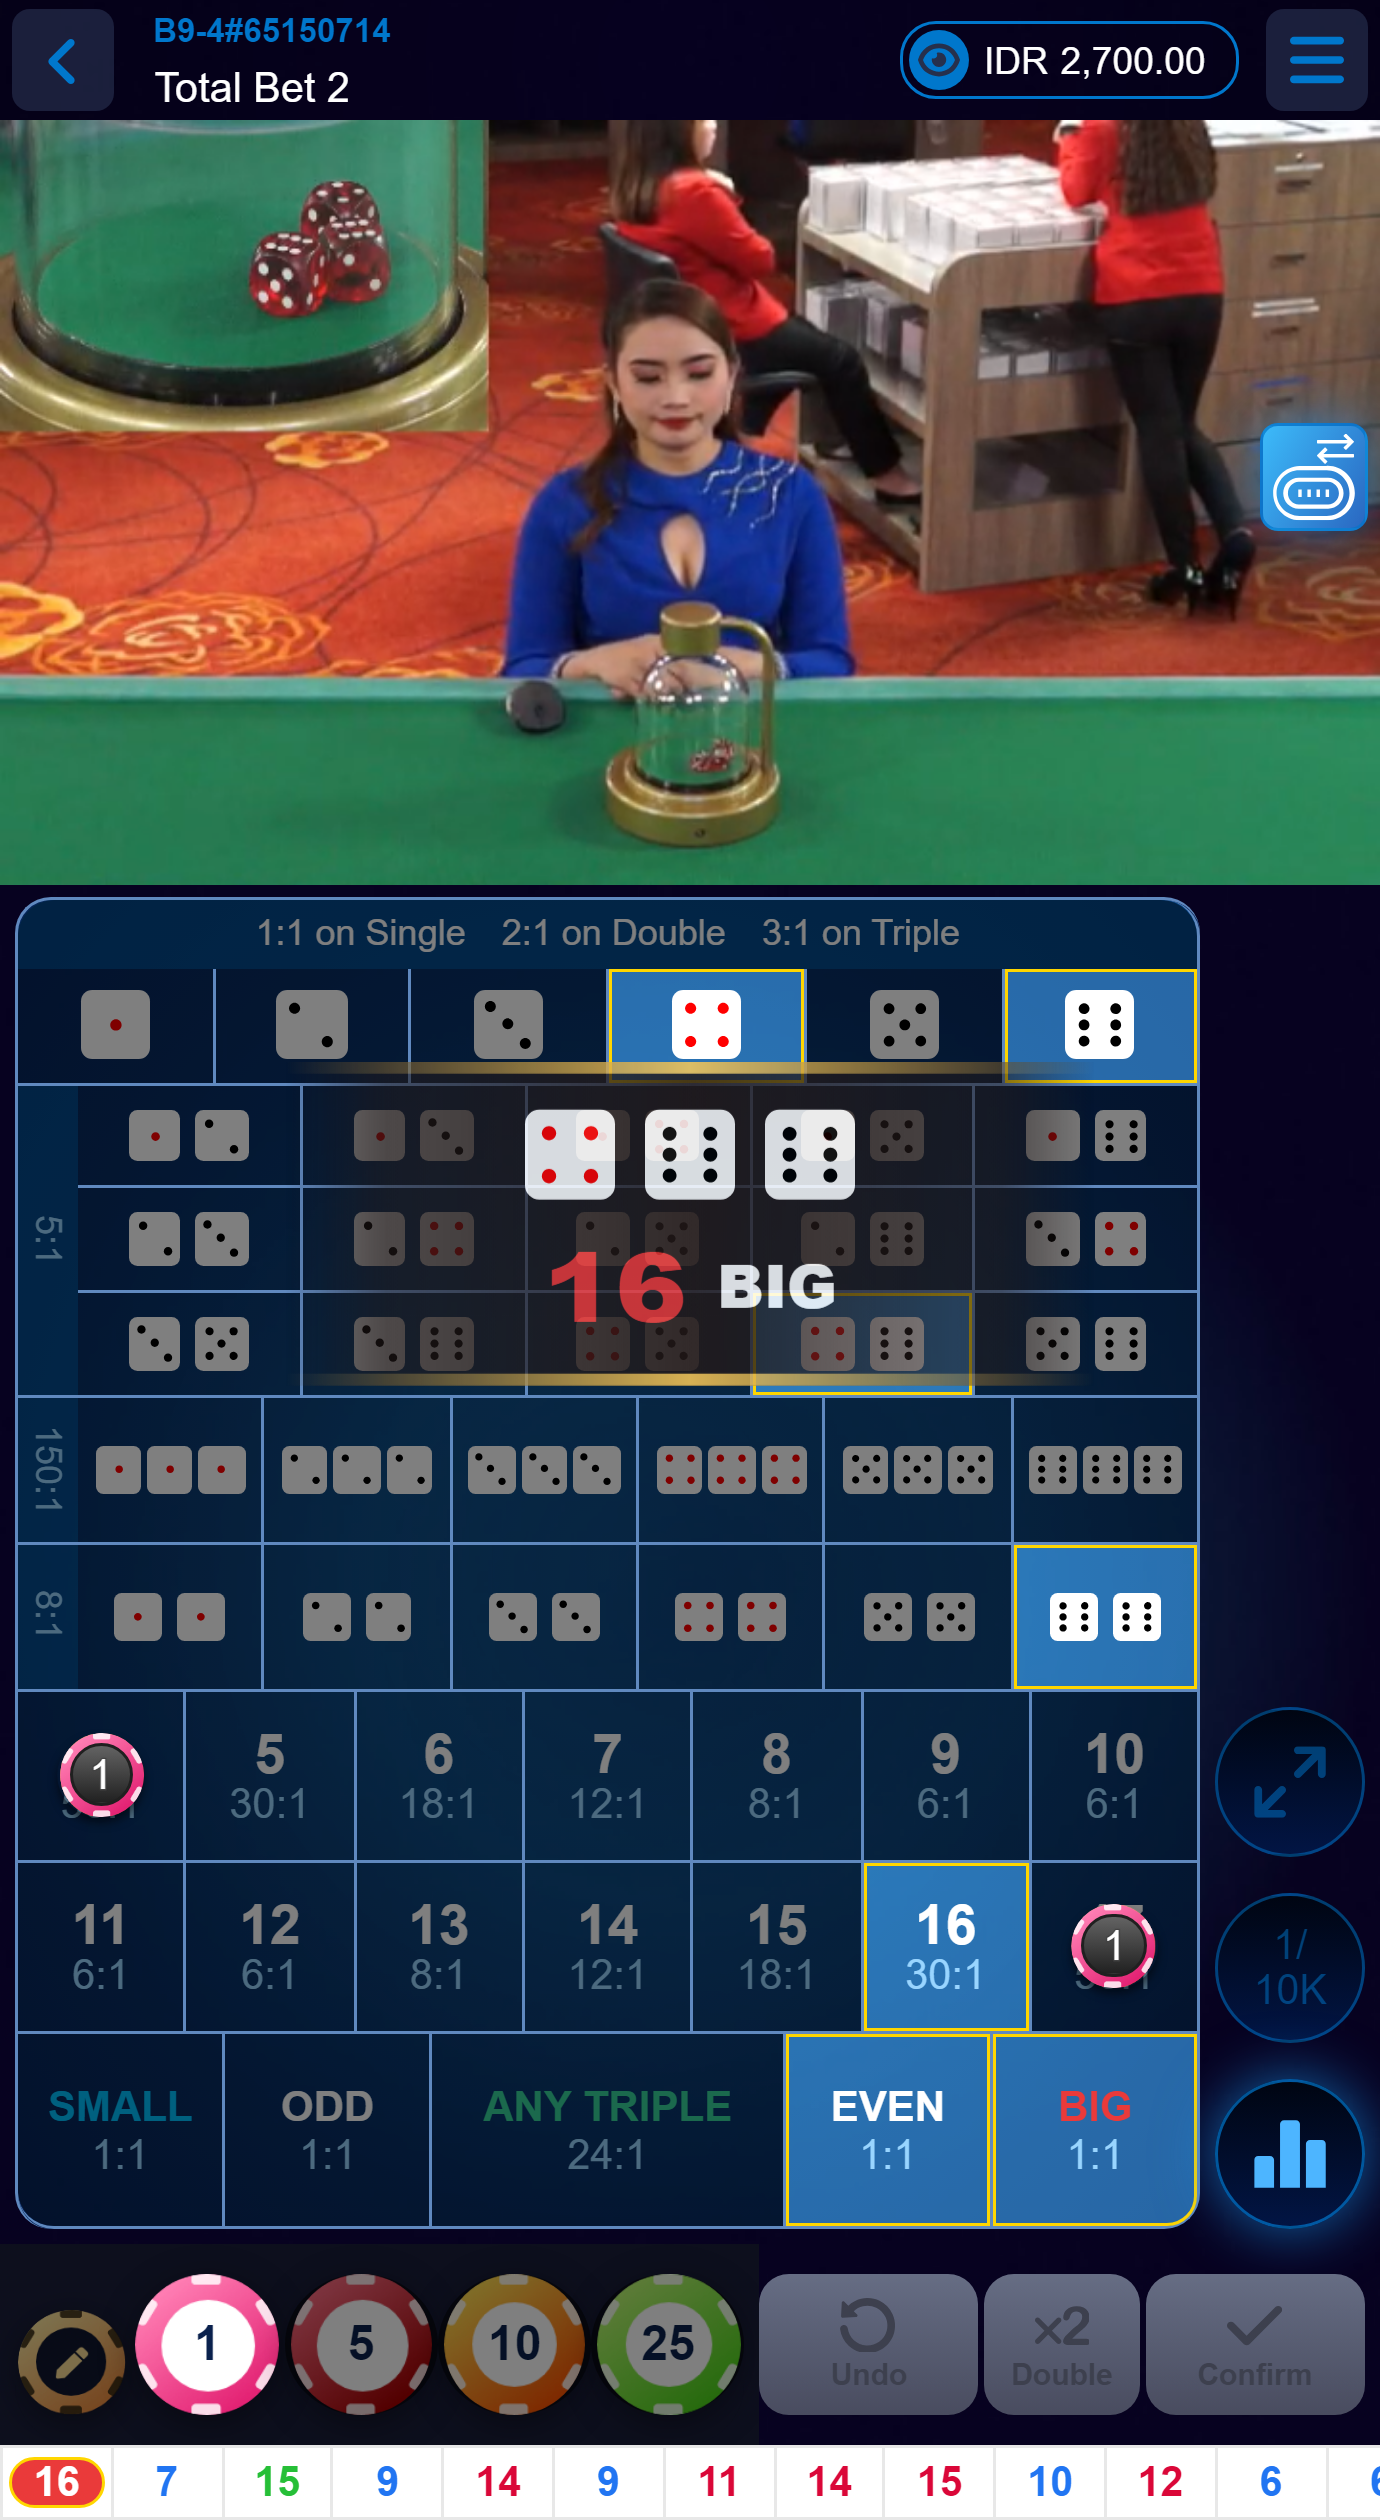 B9-4#65150714
Total Bet 2
IDR 2,700.00
1:1 on Single 2:1 on Double 3:1 on Triple
5:1
16 BIG
150:1
8:1
1 5 6 7 8 9 10
30:1 18:1 12:1 8:1 6:1 6:1
11 12 13 14 15 16 1
6:1 6:1 8:1 12:1 18:1 30:1
1/
10K
SMALL ODD ANY TRIPLE EVEN BIG
1:1 1:1 24:1 1:1 1:1
1 5 10 25 x2
Undo Double Confirm
16 7 15 9 14 9 11 14 15 10 12 6